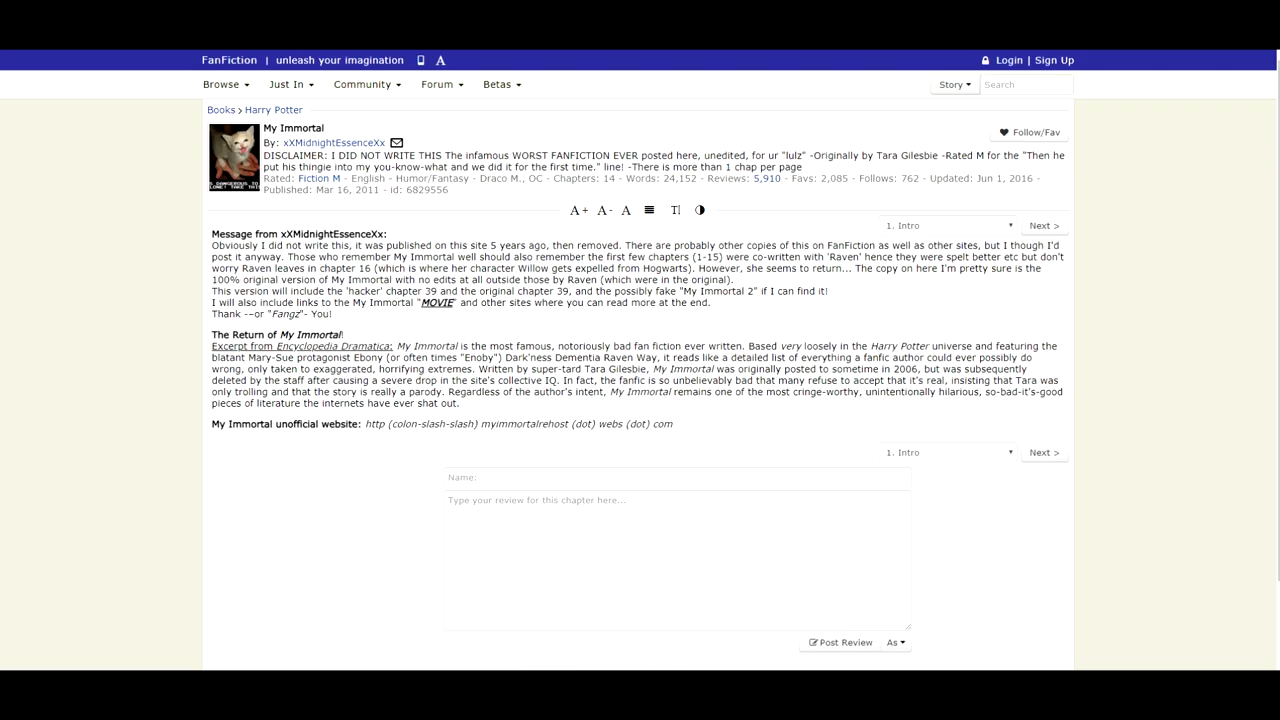 FanFiction | unleash your imagination A Login | Sign Up
Browse Just In Community Forum Betas Story Search
Books > Harry Potter
My Immortal
By: xXMidnightEssenceXx
Follow/Fav
DISCLAIMER: I DID NOT WRITE THIS The infamous WORST FANFICTION EVER posted here, unedited, for ur "lulz" -Originally by Tara Gilesbie -Rated M for the "Then he
put his thingie into my you-know-what and we did it for the first time." line! -There is more than 1 chap per page
Rated: Fiction M - English - Humor/Fantasy - Draco M., OC - Chapters: 14 - Words: 24,152 - Reviews: 5,910 - Favs: 2,085 - Follows: 762 - Updated: Jun 1, 2016 -
Published: Mar 16, 2011 - id: 6829556
A+ A- A T
1. Intro Next >
Message from xXMidnightEssenceXx:
Obviously I did not write this, it was published on this site 5 years ago, then removed. There are probably other copies of this on FanFiction as well as other sites, but I though I'd
post it anyway. Those who remember My Immortal well should also remember the first few chapters (1-15) were co-written with 'Raven' hence they were spelt better etc but don't
worry Raven leaves in chapter 16 (which is where her character Willow gets expelled from Hogwarts). However, she seems to return... The copy on here I'm pretty sure is the
100% original version of My Immortal with no edits at all outside those by Raven (which were in the original).
This version will include the 'hacker' chapter 39 and the original chapter 39, and the possibly fake "My Immortal 2" if I can find it!
I will also include links to the My Immortal "MOVIE" and other sites where you can read more at the end.
Thank --or "Fangz"- You!
The Return of My Immortal!
Excerpt from Encyclopedia Dramatica: My Immortal is the most famous, notoriously bad fan fiction ever written. Based very loosely in the Harry Potter universe and featuring the
blatant Mary-Sue protagonist Ebony (or often times "Enoby") Dark'ness Dementia Raven Way, it reads like a detailed list of everything a fanfic author could ever possibly do
wrong, only taken to exaggerated, horrifying extremes. Written by super-tard Tara Gilesbie, My Immortal was originally posted to sometime in 2006, but was subsequently
deleted by the staff after causing a severe drop in the site's collective IQ. In fact, the fanfic is so unbelievably bad that many refuse to accept that it's real, insisting that Tara was
only trolling and that the story is really a parody. Regardless of the author's intent, My Immortal remains one of the most cringe-worthy, unintentionally hilarious, so-bad-it's-good
pieces of literature the internets have ever shat out.
My Immortal unofficial website: http (colon-slash-slash) myimmortalrehost (dot) webs (dot) com
1. Intro Next >
Name:
Type your review for this chapter here...
Post Review As